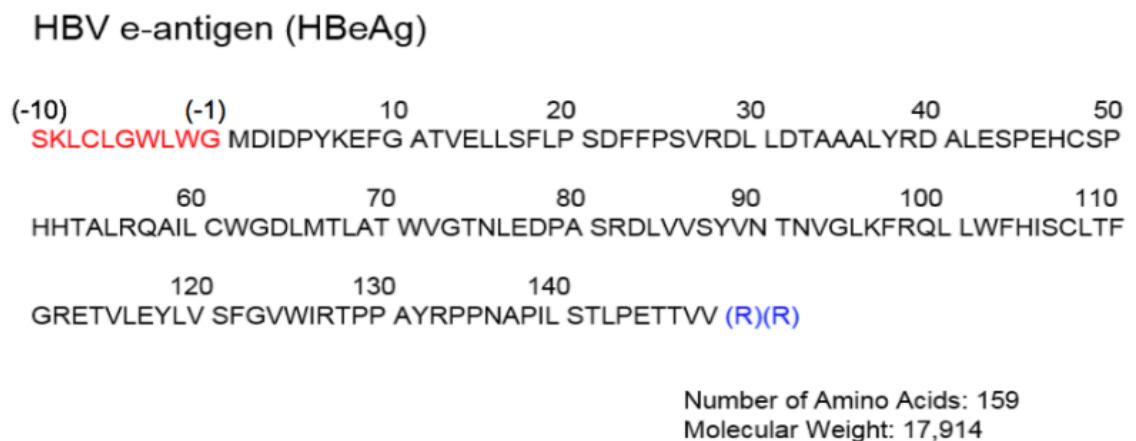 HBV e-antigen (HBeAg)
(-10) (-1) 10 20 30 40 50
SKLCLGWLWG MDIDPYKEFG ATVELLSFLP SDFFPSVRDL LDTAAALYRD ALESPEHCSP
60 70 80 90 100 110
HHTALRQAIL CWGDLMTLAT WVGTNLEDPA SRDLVVSYVN TNVGLKFRQL LWFHISCLTF
120 130 140
GRETVLEYLV SFGVWIRTPP AYRPPNAPIL STLPETTVV (R)(R)
Number of Amino Acids: 159
Molecular Weight: 17,914